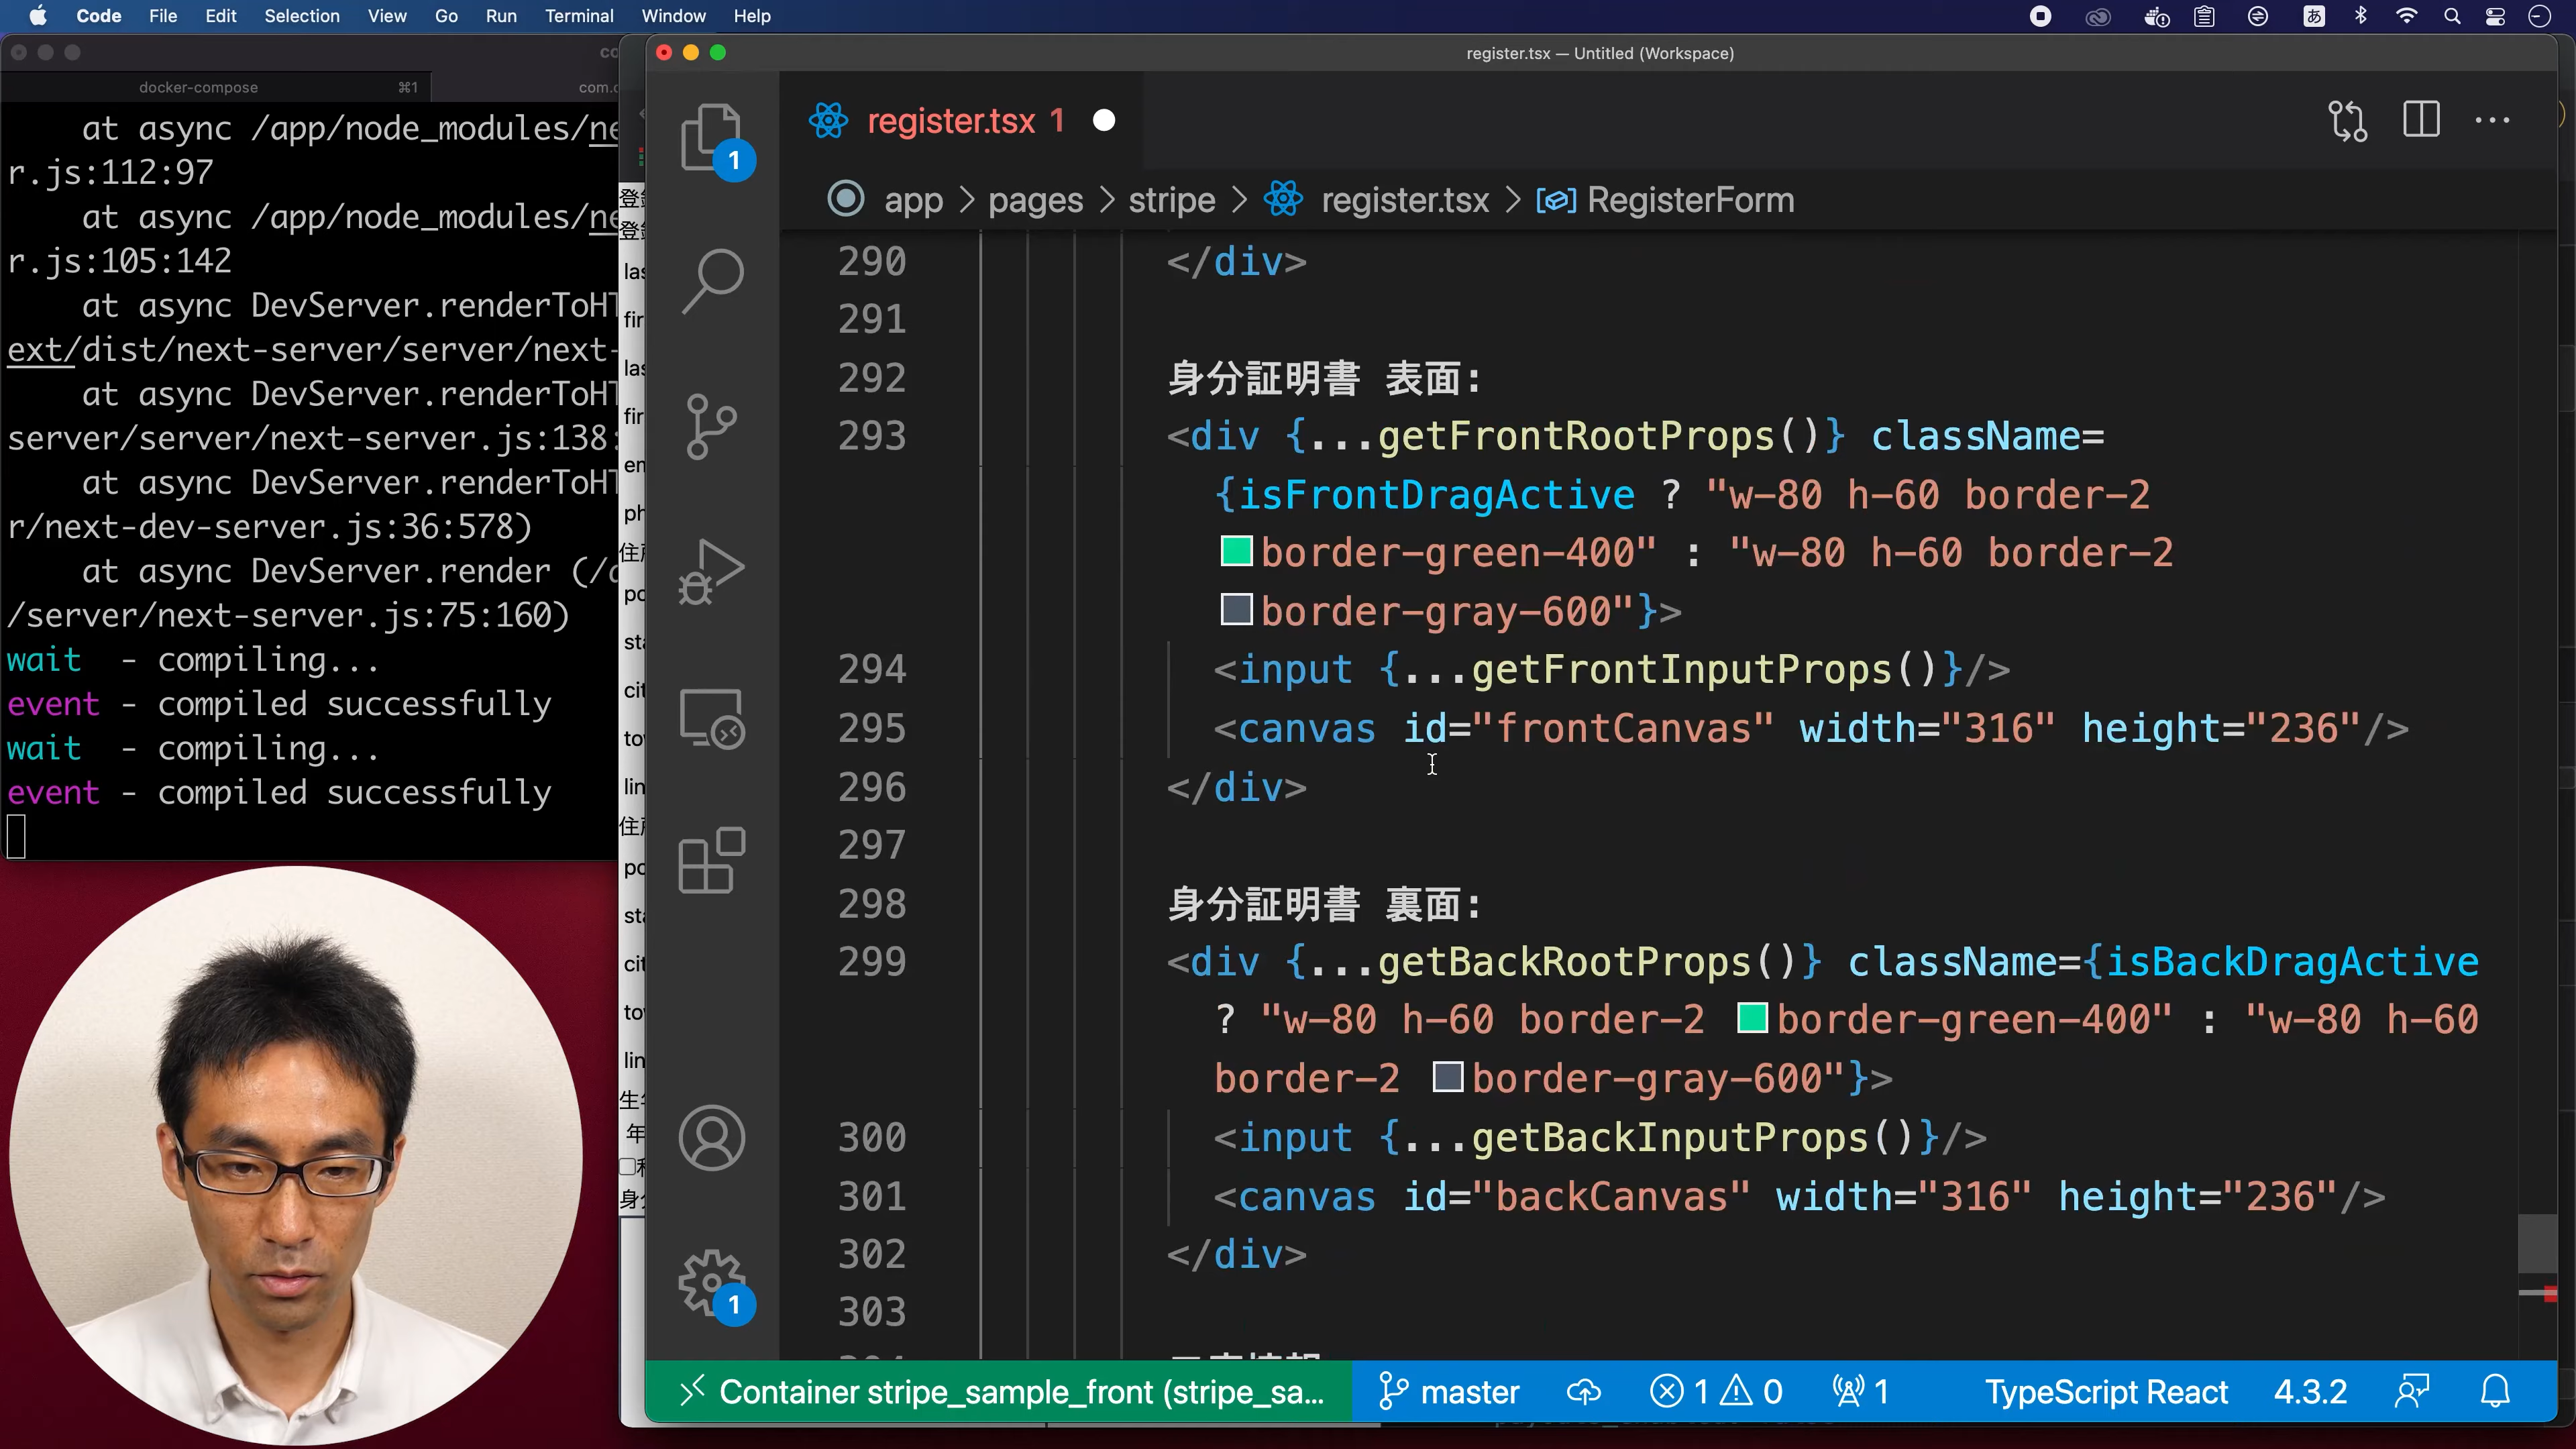 Code File Edit Selection View Go Run Terminal Window Help
あ
docker-compose ⌘1
at async /app/node_modules/ne
r.js:112:97
at async /app/node_modules/ne
r.js:105:142
at async DevServer.renderToHT
ext/dist/next-server/server/next-
at async DevServer.renderToHT
server/server/next-server.js:138:
at async DevServer.renderToHT
r/next-dev-server.js:36:578)
at async DevServer.render (/a
/server/next-server.js:75:160)
wait - compiling...
event - compiled successfully
wait - compiling...
event - compiled successfully
register.tsx — Untitled (Workspace)
register.tsx 1
app > pages > stripe > register.tsx > RegisterForm
290 </div>
291
292 身分証明書 表面:
293 <div {...getFrontRootProps()} className=
{isFrontDragActive ? "w-80 h-60 border-2
border-green-400" : "w-80 h-60 border-2
border-gray-600"}>
294 <input {...getFrontInputProps()}/>
295 <canvas id="frontCanvas" width="316" height="236"/>
296 </div>
297
298 身分証明書 裏面:
299 <div {...getBackRootProps()} className={isBackDragActive
? "w-80 h-60 border-2 border-green-400" : "w-80 h-60
border-2 border-gray-600"}>
300 <input {...getBackInputProps()}/>
301 <canvas id="backCanvas" width="316" height="236"/>
302 </div>
303
1
1
Container stripe_sample_front (stripe_sa... master 1 0 1 TypeScript React 4.3.2